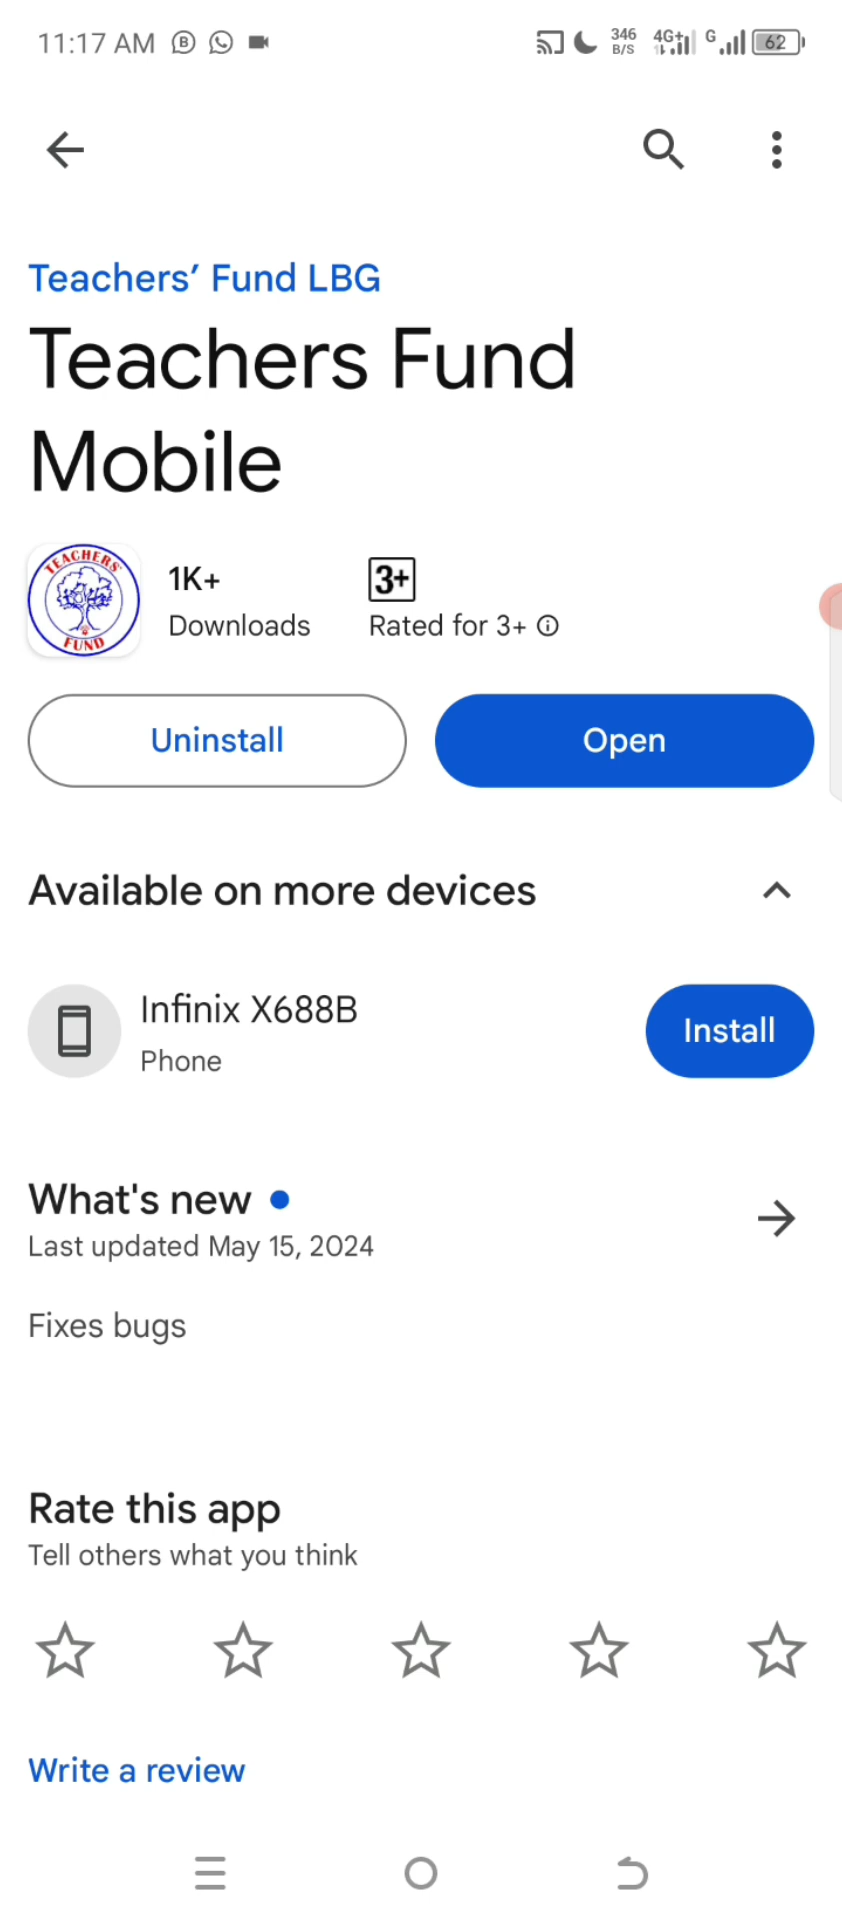 11:17 AM
346
B/S
4G+
G
62
Teachers’ Fund LBG
Teachers Fund
Mobile
TEACHERS'
FUND
1K+
Downloads
3+
Rated for 3+
Uninstall
Open
Available on more devices
Infinix X688B
Phone
Install
What's new
Last updated May 15, 2024
Fixes bugs
Rate this app
Tell others what you think
Write a review